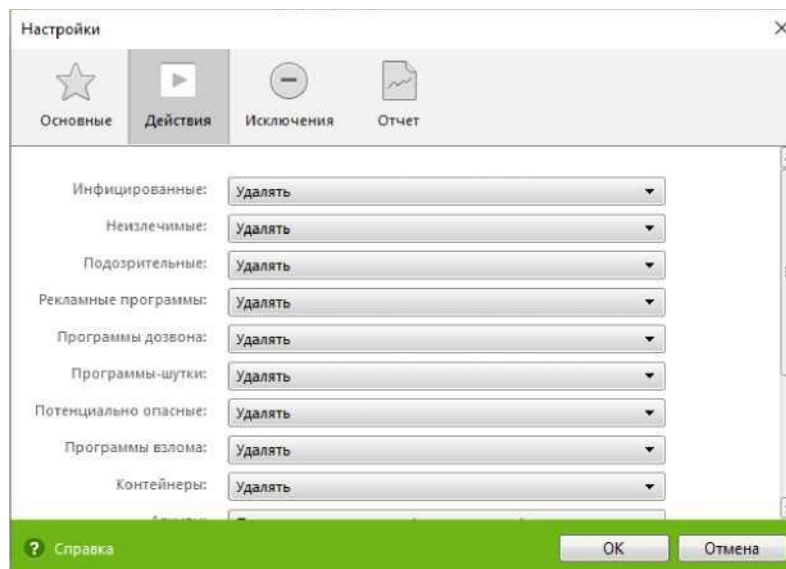 Настройки
Основные
Действия
Исключения
Отчет
Инфицированные: Удалять
Неизлечимые: Удалять
Подозрительные: Удалять
Рекламные программы: Удалять
Программы дозвона: Удалять
Программы-шутки: Удалять
Потенциально опасные: Удалять
Программы взлома: Удалять
Контейнеры: Удалять
? Справка
OK
Отмена